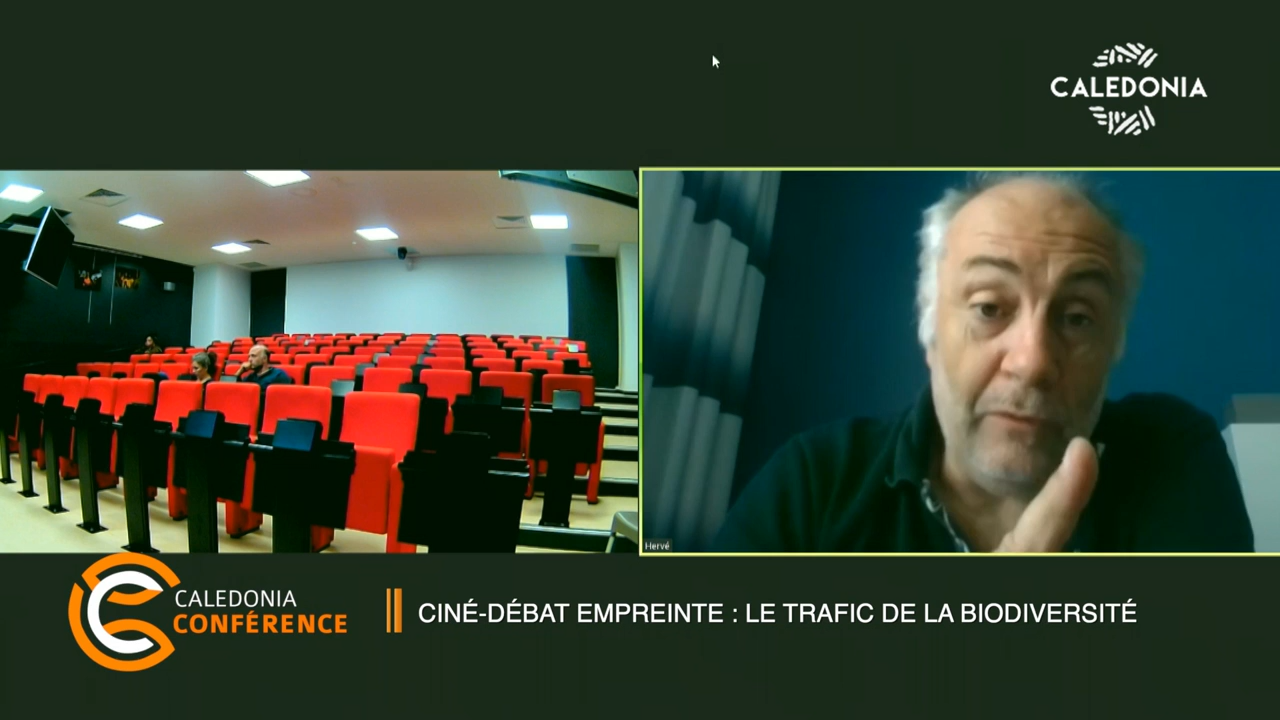 CALEDONIA
Hervé
CALEDONIA
CONFÉRENCE
CINÉ-DÉBAT EMPREINTE : LE TRAFIC DE LA BIODIVERSITÉ